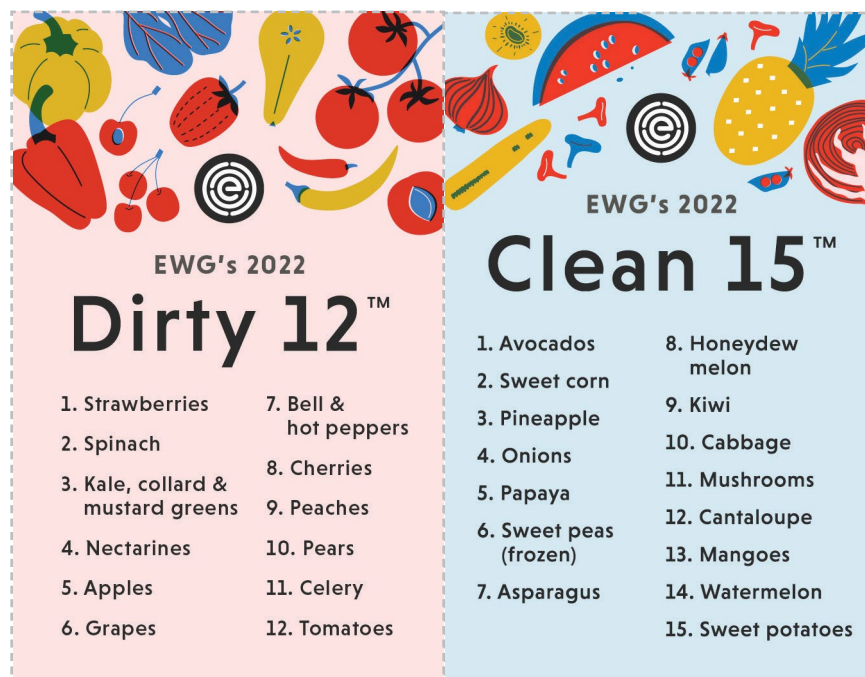 EWG's 2022
Dirty 12™
1. Strawberries
2. Spinach
3. Kale, collard &
mustard greens
4. Nectarines
5. Apples
6. Grapes
7. Bell &
hot peppers
8. Cherries
9. Peaches
10. Pears
11. Celery
12. Tomatoes
EWG's 2022
Clean 15™
1. Avocados
2. Sweet corn
3. Pineapple
4. Onions
5. Papaya
6. Sweet peas
(frozen)
7. Asparagus
8. Honeydew
melon
9. Kiwi
10. Cabbage
11. Mushrooms
12. Cantaloupe
13. Mangoes
14. Watermelon
15. Sweet potatoes